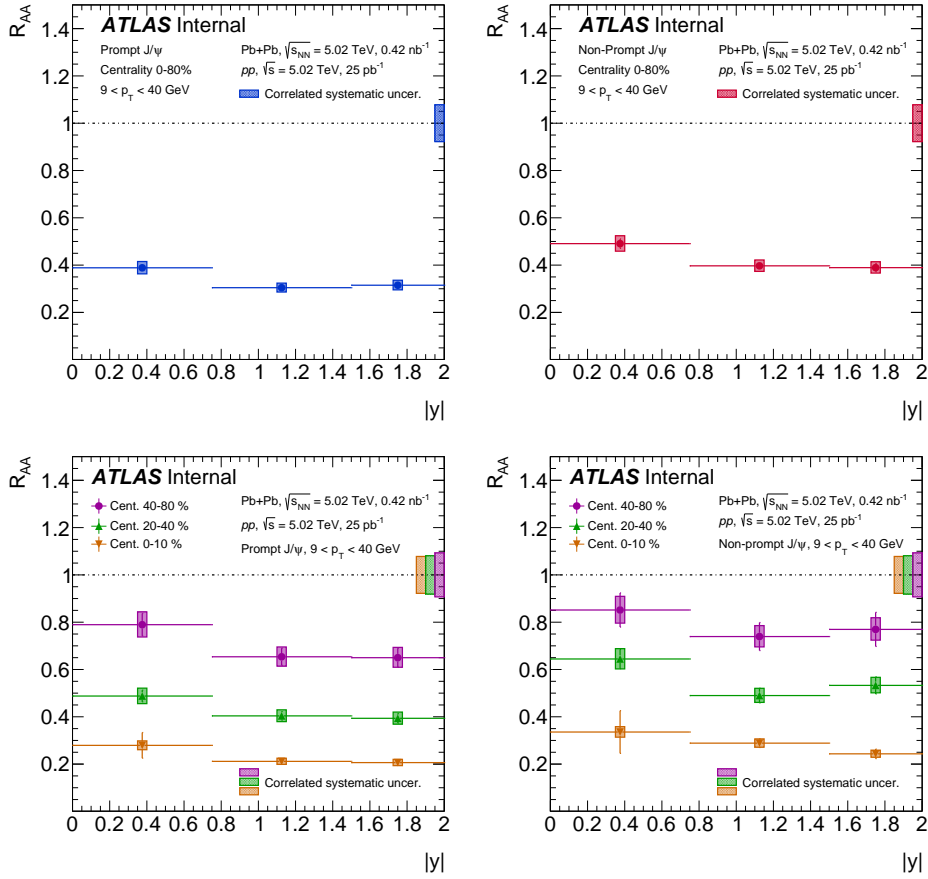 R_AA
ATLAS Internal
Prompt J/ψ
Centrality 0-80%
9 < p_T < 40 GeV
Pb+Pb, √s_NN = 5.02 TeV, 0.42 nb⁻¹
pp, √s = 5.02 TeV, 25 pb⁻¹
Correlated systematic uncer.
1.4
1.2
1
0.8
0.6
0.4
0.2
0 0.2 0.4 0.6 0.8 1 1.2 1.4 1.6 1.8 2
|y|
R_AA
ATLAS Internal
Non-Prompt J/ψ
Centrality 0-80%
9 < p_T < 40 GeV
Pb+Pb, √s_NN = 5.02 TeV, 0.42 nb⁻¹
pp, √s = 5.02 TeV, 25 pb⁻¹
Correlated systematic uncer.
1.4
1.2
1
0.8
0.6
0.4
0.2
0 0.2 0.4 0.6 0.8 1 1.2 1.4 1.6 1.8 2
|y|
R_AA
ATLAS Internal
Cent. 40-80 %
Cent. 20-40 %
Cent. 0-10 %
Pb+Pb, √s_NN = 5.02 TeV, 0.42 nb⁻¹
pp, √s = 5.02 TeV, 25 pb⁻¹
Prompt J/ψ, 9 < p_T < 40 GeV
1.4
1.2
1
0.8
0.6
0.4
0.2
Correlated systematic uncer.
0 0.2 0.4 0.6 0.8 1 1.2 1.4 1.6 1.8 2
|y|
R_AA
ATLAS Internal
Cent. 40-80 %
Cent. 20-40 %
Cent. 0-10 %
Pb+Pb, √s_NN = 5.02 TeV, 0.42 nb⁻¹
pp, √s = 5.02 TeV, 25 pb⁻¹
Non-prompt J/ψ, 9 < p_T < 40 GeV
1.4
1.2
1
0.8
0.6
0.4
0.2
Correlated systematic uncer.
0 0.2 0.4 0.6 0.8 1 1.2 1.4 1.6 1.8 2
|y|